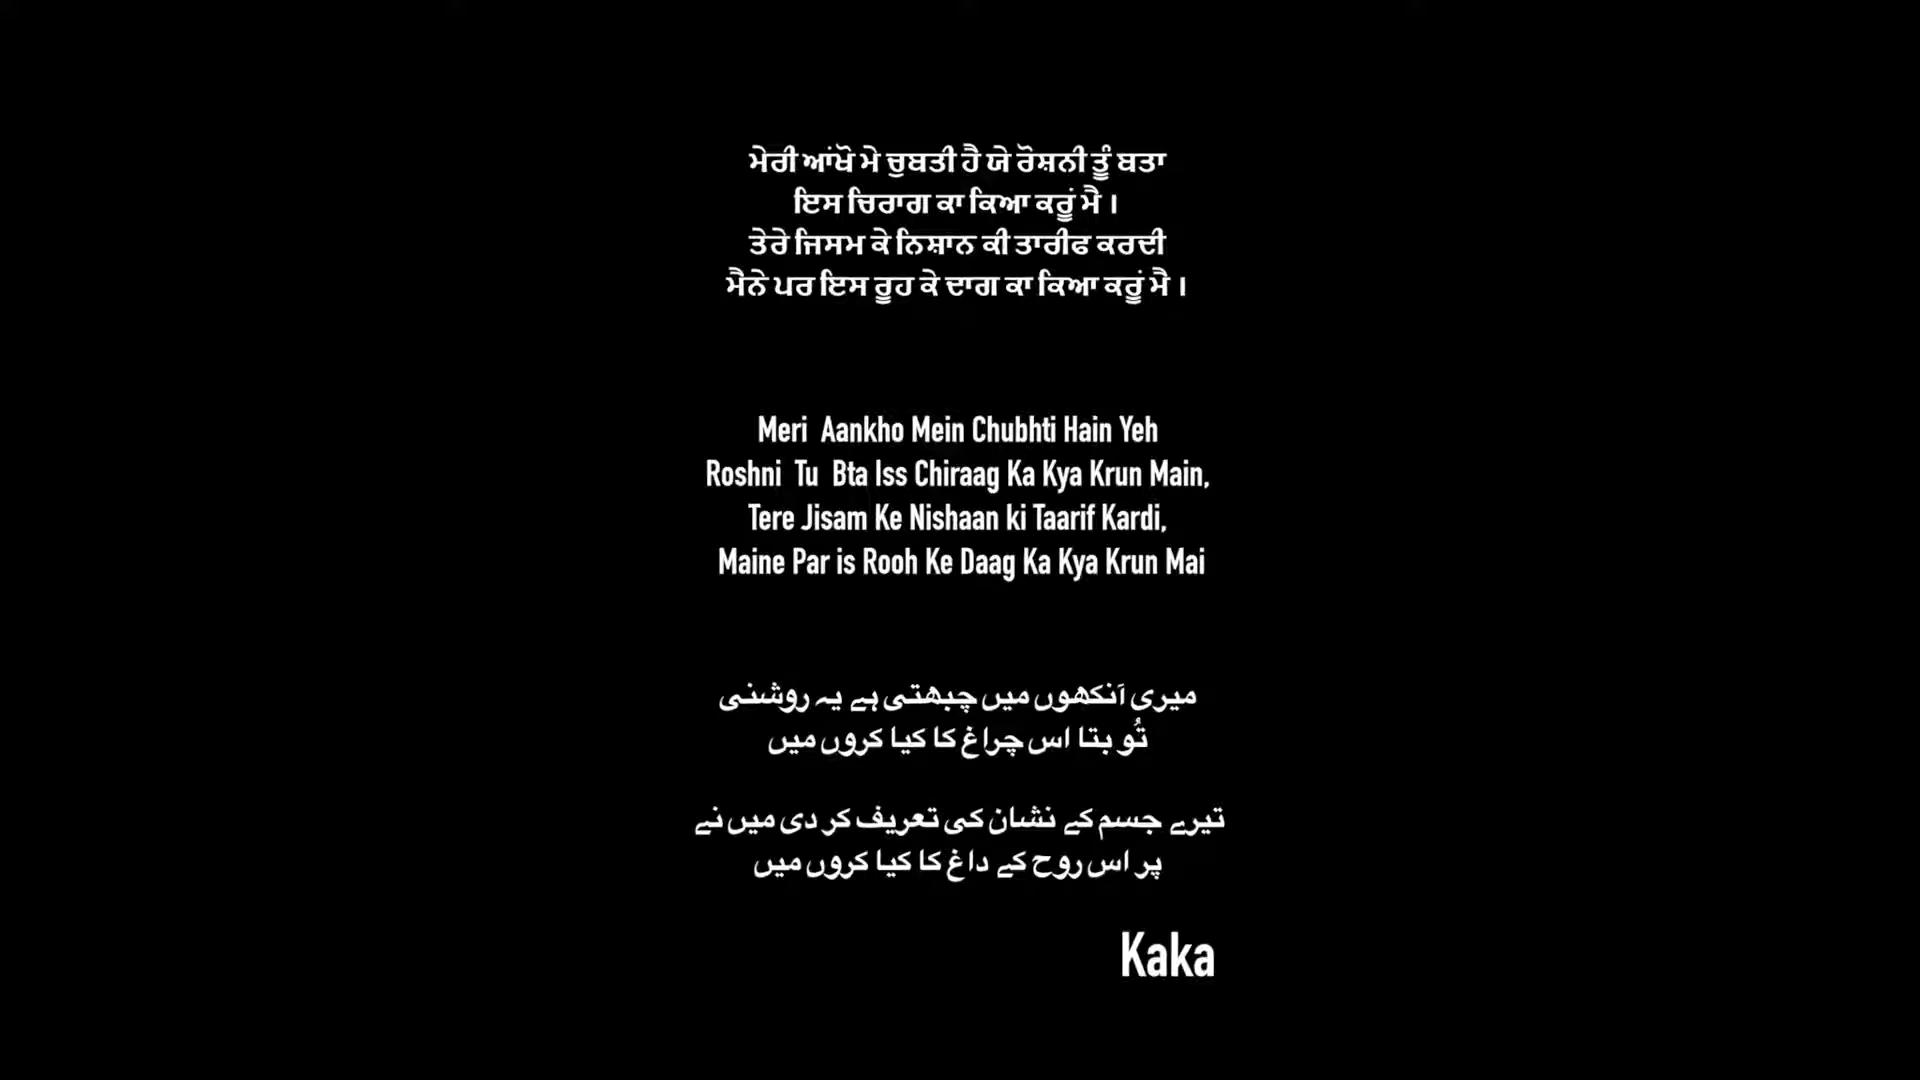 ਮੇਰੀ ਆਂਖੋ ਮੇ ਚੁਬਤੀ ਹੈ ਯੇ ਰੋਸ਼ਨੀ ਤੂੰ ਬਤਾ
ਇਸ ਚਿਰਾਗ ਕਾ ਕਿਆ ਕਰੂੰ ਮੈ ।
ਤੇਰੇ ਜਿਸਮ ਕੇ ਨਿਸ਼ਾਨ ਕੀ ਤਾਰੀਫ ਕਰਦੀ
ਮੈਨੇ ਪਰ ਇਸ ਰੂਹ ਕੇ ਦਾਗ ਕਾ ਕਿਆ ਕਰੂੰ ਮੈ ।
Meri Aankho Mein Chubhti Hain Yeh
Roshni Tu Bta Iss Chiraag Ka Kya Krun Main,
Tere Jisam Ke Nishaan ki Taarif Kardi,
Maine Par is Rooh Ke Daag Ka Kya Krun Mai
میری آنکھوں میں چبھتی ہے یہ روشنی
تُو بتا اس چراغ کا کیا کروں میں
تیرے جسم کے نشان کی تعریف کر دی میں نے
پر اس روح کے داغ کا کیا کروں میں
Kaka